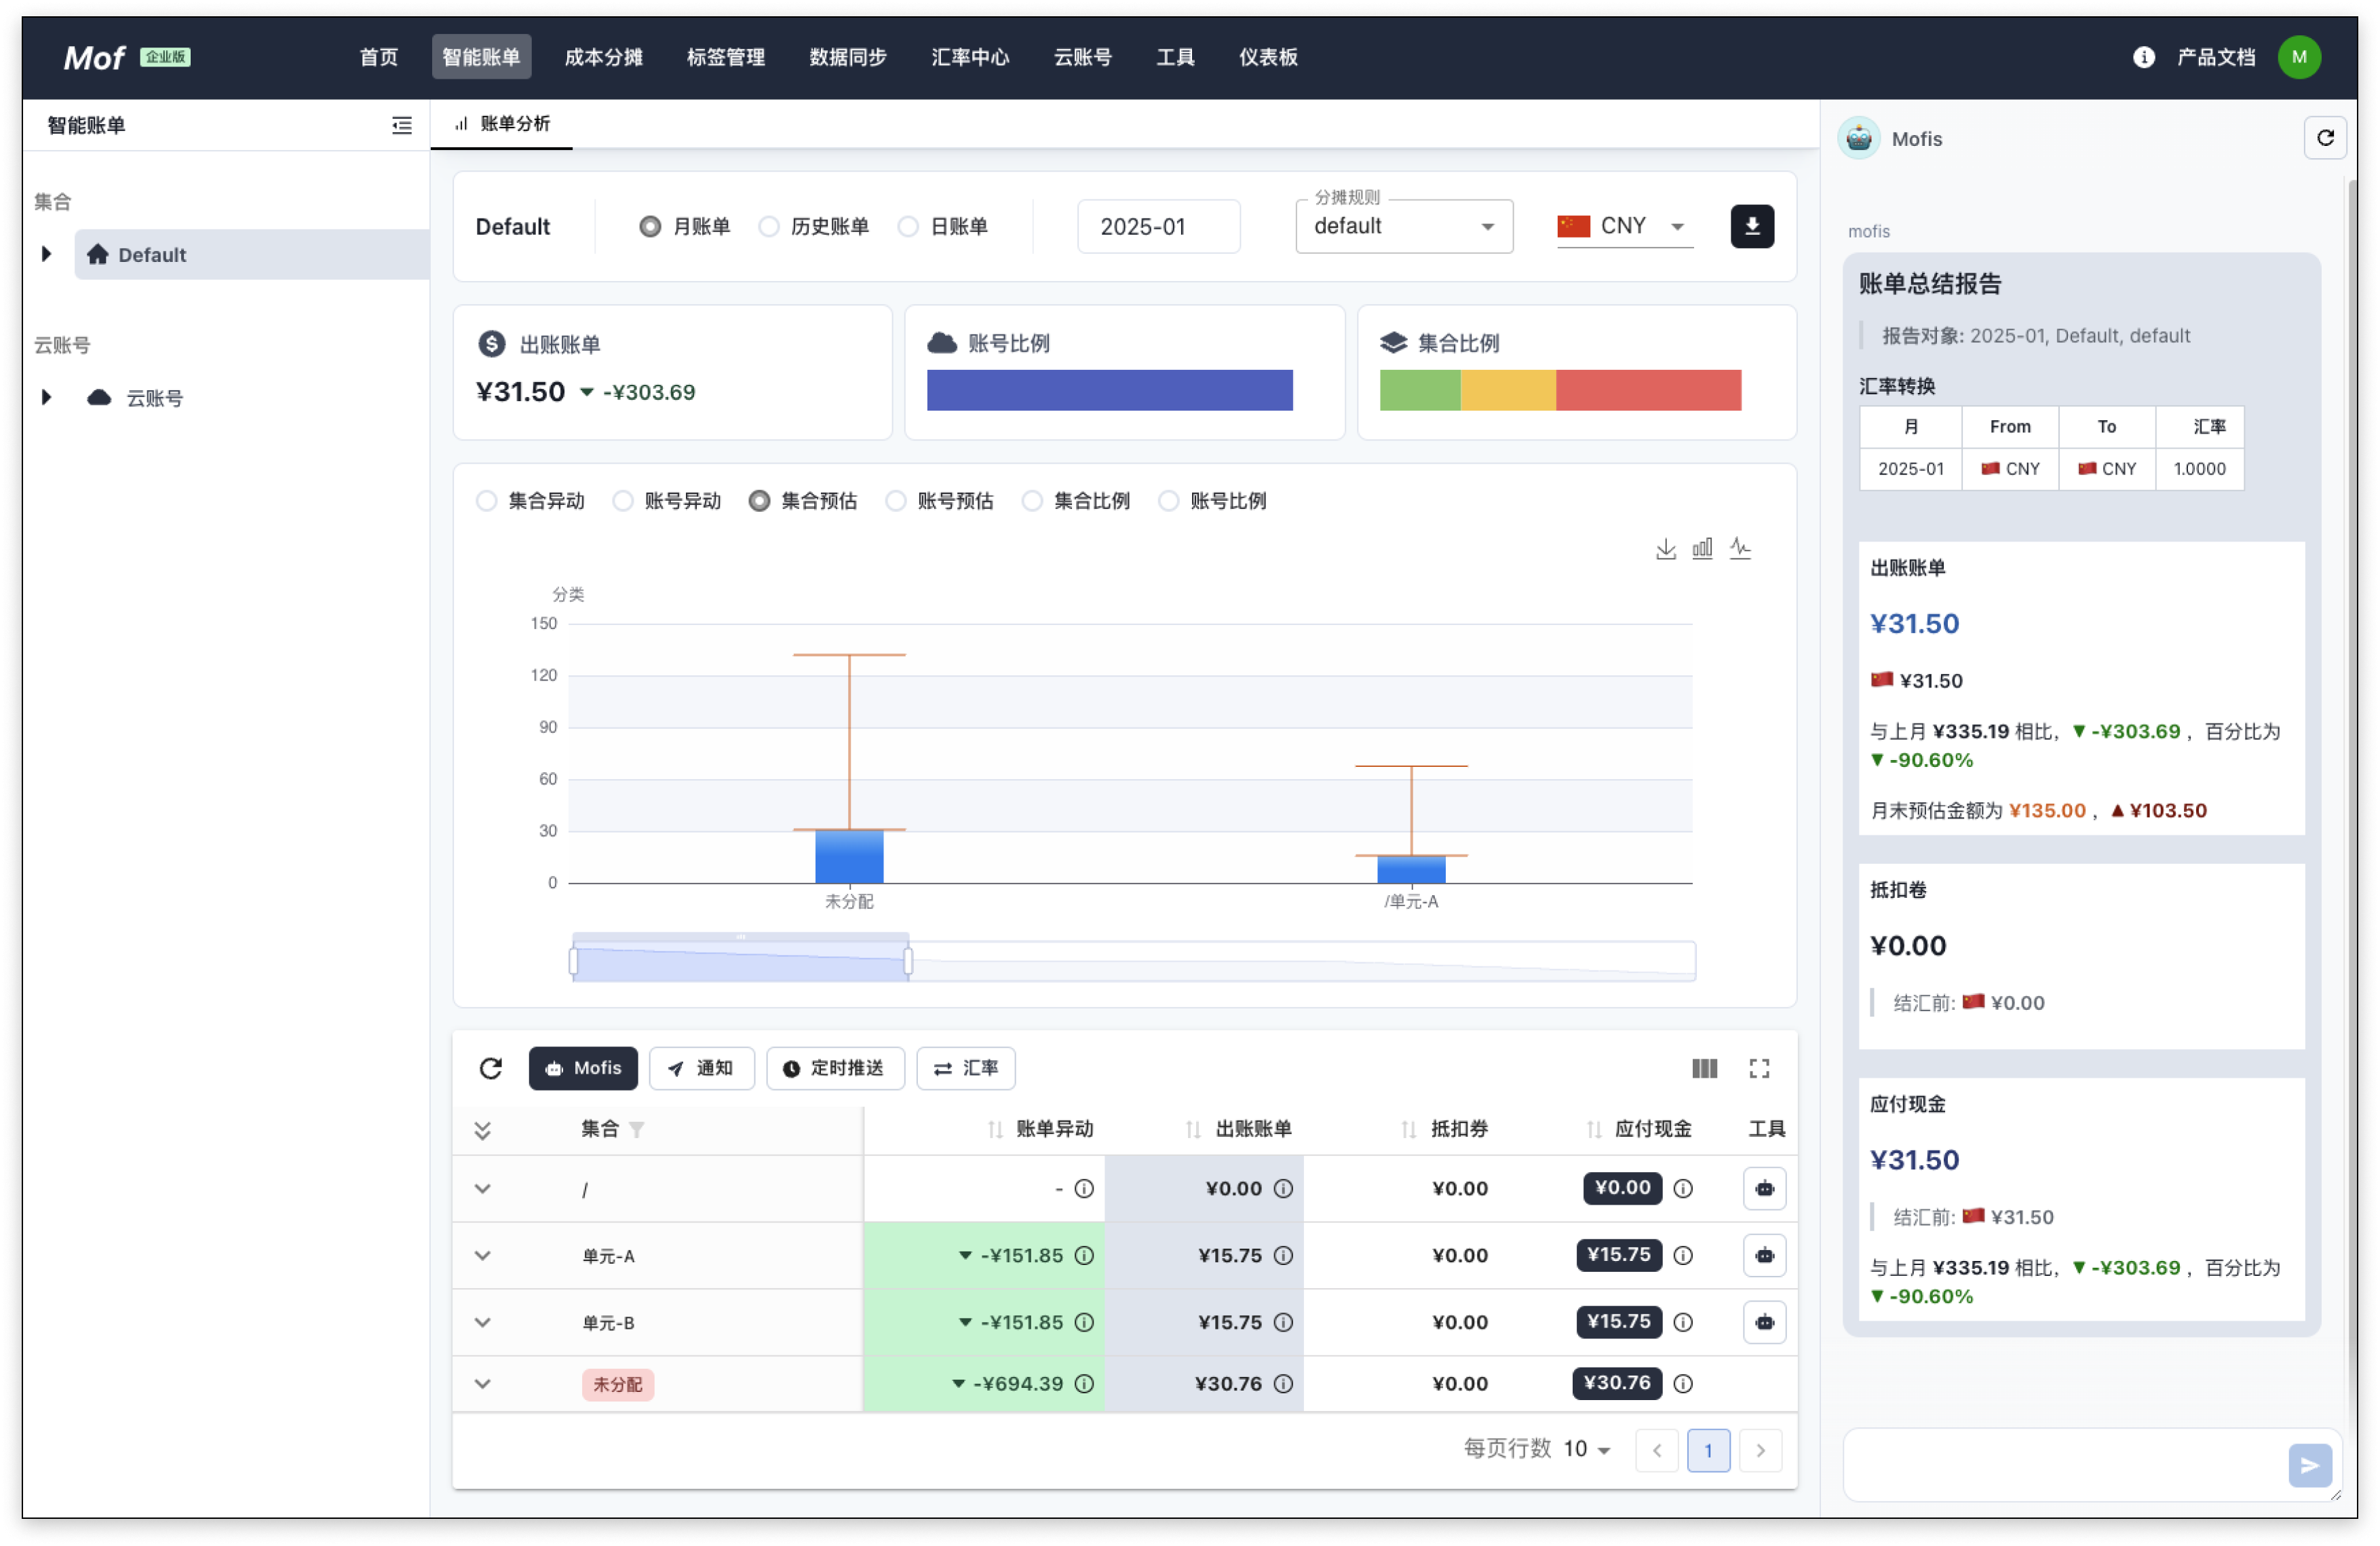 Mof 企业版 首页 智能账单 成本分摊 标签管理 数据同步 汇率中心 云账号 工具 仪表板 产品文档 M
智能账单
集合
Default
云账号
云账号
账单分析
Default 月账单 历史账单 日账单 2025-01 分摊规则 default CNY
出账账单
¥31.50 -¥303.69
账号比例
集合比例
集合异动 账号异动 集合预估 账号预估 集合比例 账号比例
分类
150
120
90
60
30
0
未分配 /单元-A
Mofis 通知 定时推送 汇率
集合 账单异动 出账账单 抵扣券 应付现金 工具
/ - ¥0.00 ¥0.00 ¥0.00
单元-A -¥151.85 ¥15.75 ¥0.00 ¥15.75
单元-B -¥151.85 ¥15.75 ¥0.00 ¥15.75
未分配 -¥694.39 ¥30.76 ¥0.00 ¥30.76
每页行数 10 1
Mofis
mofis
账单总结报告
报告对象: 2025-01, Default, default
汇率转换
月 From To 汇率
2025-01 CNY CNY 1.0000
出账账单
¥31.50
¥31.50
与上月 ¥335.19 相比, ▼ -¥303.69 , 百分比为
▼ -90.60%
月末预估金额为 ¥135.00 , ▲ ¥103.50
抵扣卷
¥0.00
结汇前: ¥0.00
应付现金
¥31.50
结汇前: ¥31.50
与上月 ¥335.19 相比, ▼ -¥303.69 , 百分比为
▼ -90.60%